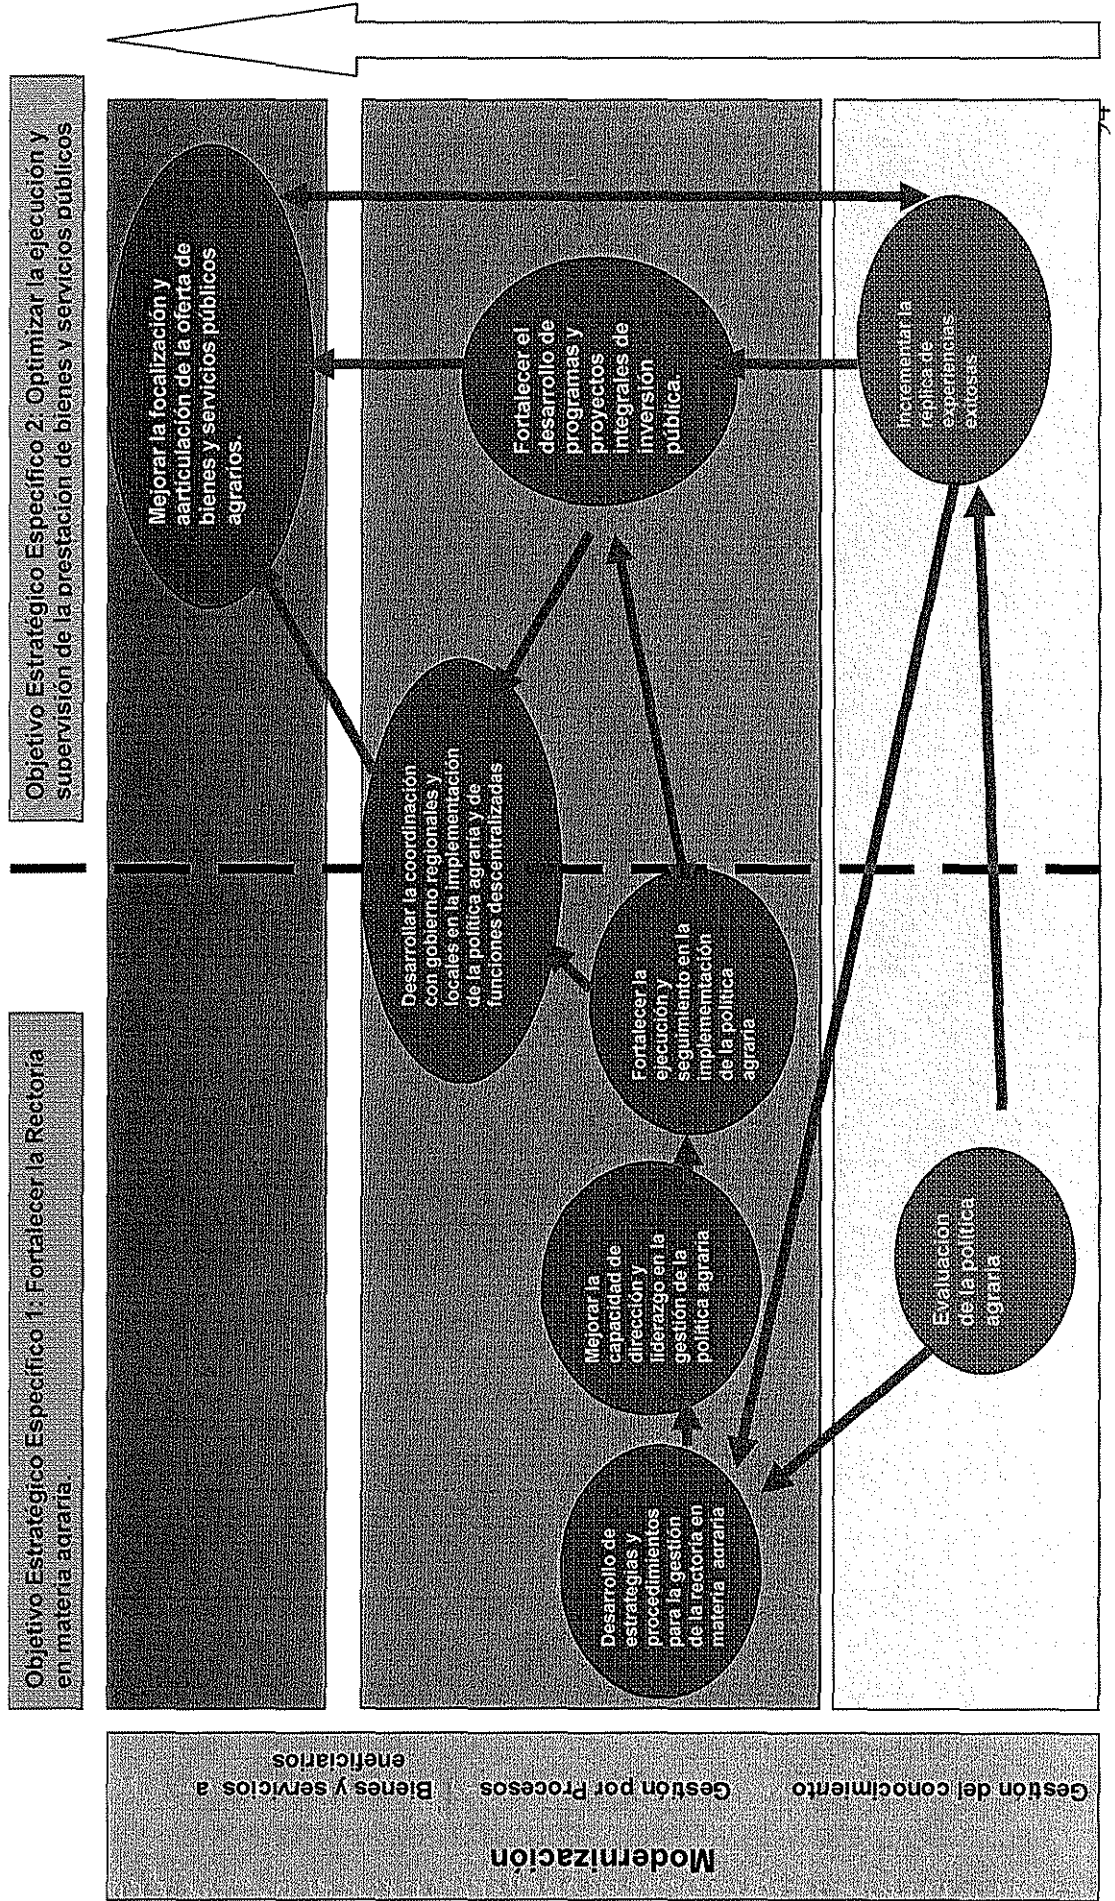 Objetivo Estratégico Específico 1: Fortalecer la Rectoría
en materia agraria.
Objetivo Estratégico Específico 2: Optimizar la ejecución y
supervisión de la prestación de bienes y servicios públicos
Modernización
Bienes y servicios a
eneficiarios
Gestión por Procesos
Gestión del conocimiento
Mejorar la focalización y
aarticulación de la oferta de
bienes y servicios públicos
agrarios.
Desarrollar la coordinación
con gobierno regionales y
locales en la implementación
de la política agraria y de
funciones descentralizadas
Fortalecer el
desarrollo de
programas y
proyectos
integrales de
inversión
pública.
Desarrollo de
estrategias y
procedimientos
para la gestión
de la rectoría en
materia agraria
Mejorar la
capacidad de
dirección y
liderazgo en la
gestión de la
política agraria
Fortalecer la
ejecución y
seguimiento en la
implementación
de la política
agraria
Evaluación
de la política
agraria
Incrementar la
replica de
experiencias
exitosas